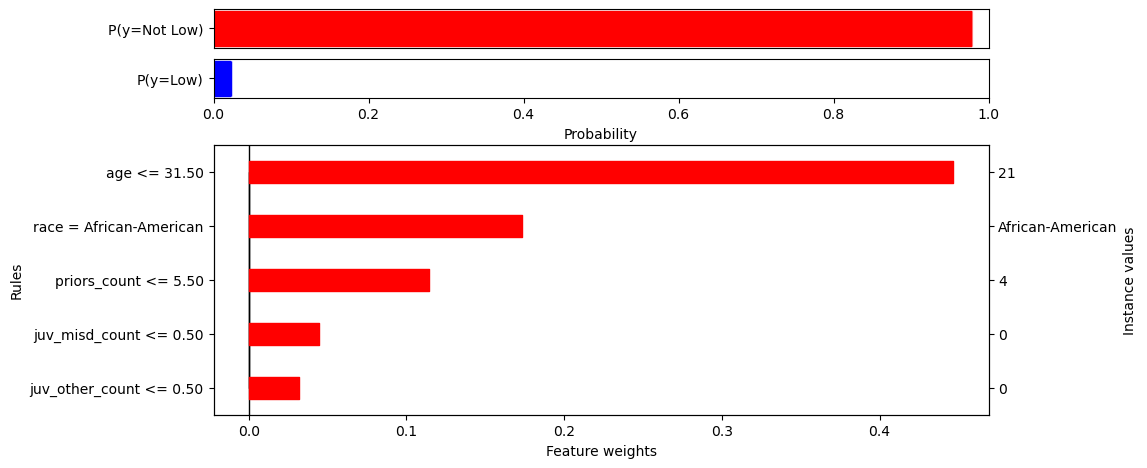 P(y=Not Low)
P(y=Low)
0.0 0.2 0.4 0.6 0.8 1.0
Probability
Rules
age <= 31.50 21
race = African-American African-American
priors_count <= 5.50 4
juv_misd_count <= 0.50 0
juv_other_count <= 0.50 0
Instance values
0.0 0.1 0.2 0.3 0.4
Feature weights